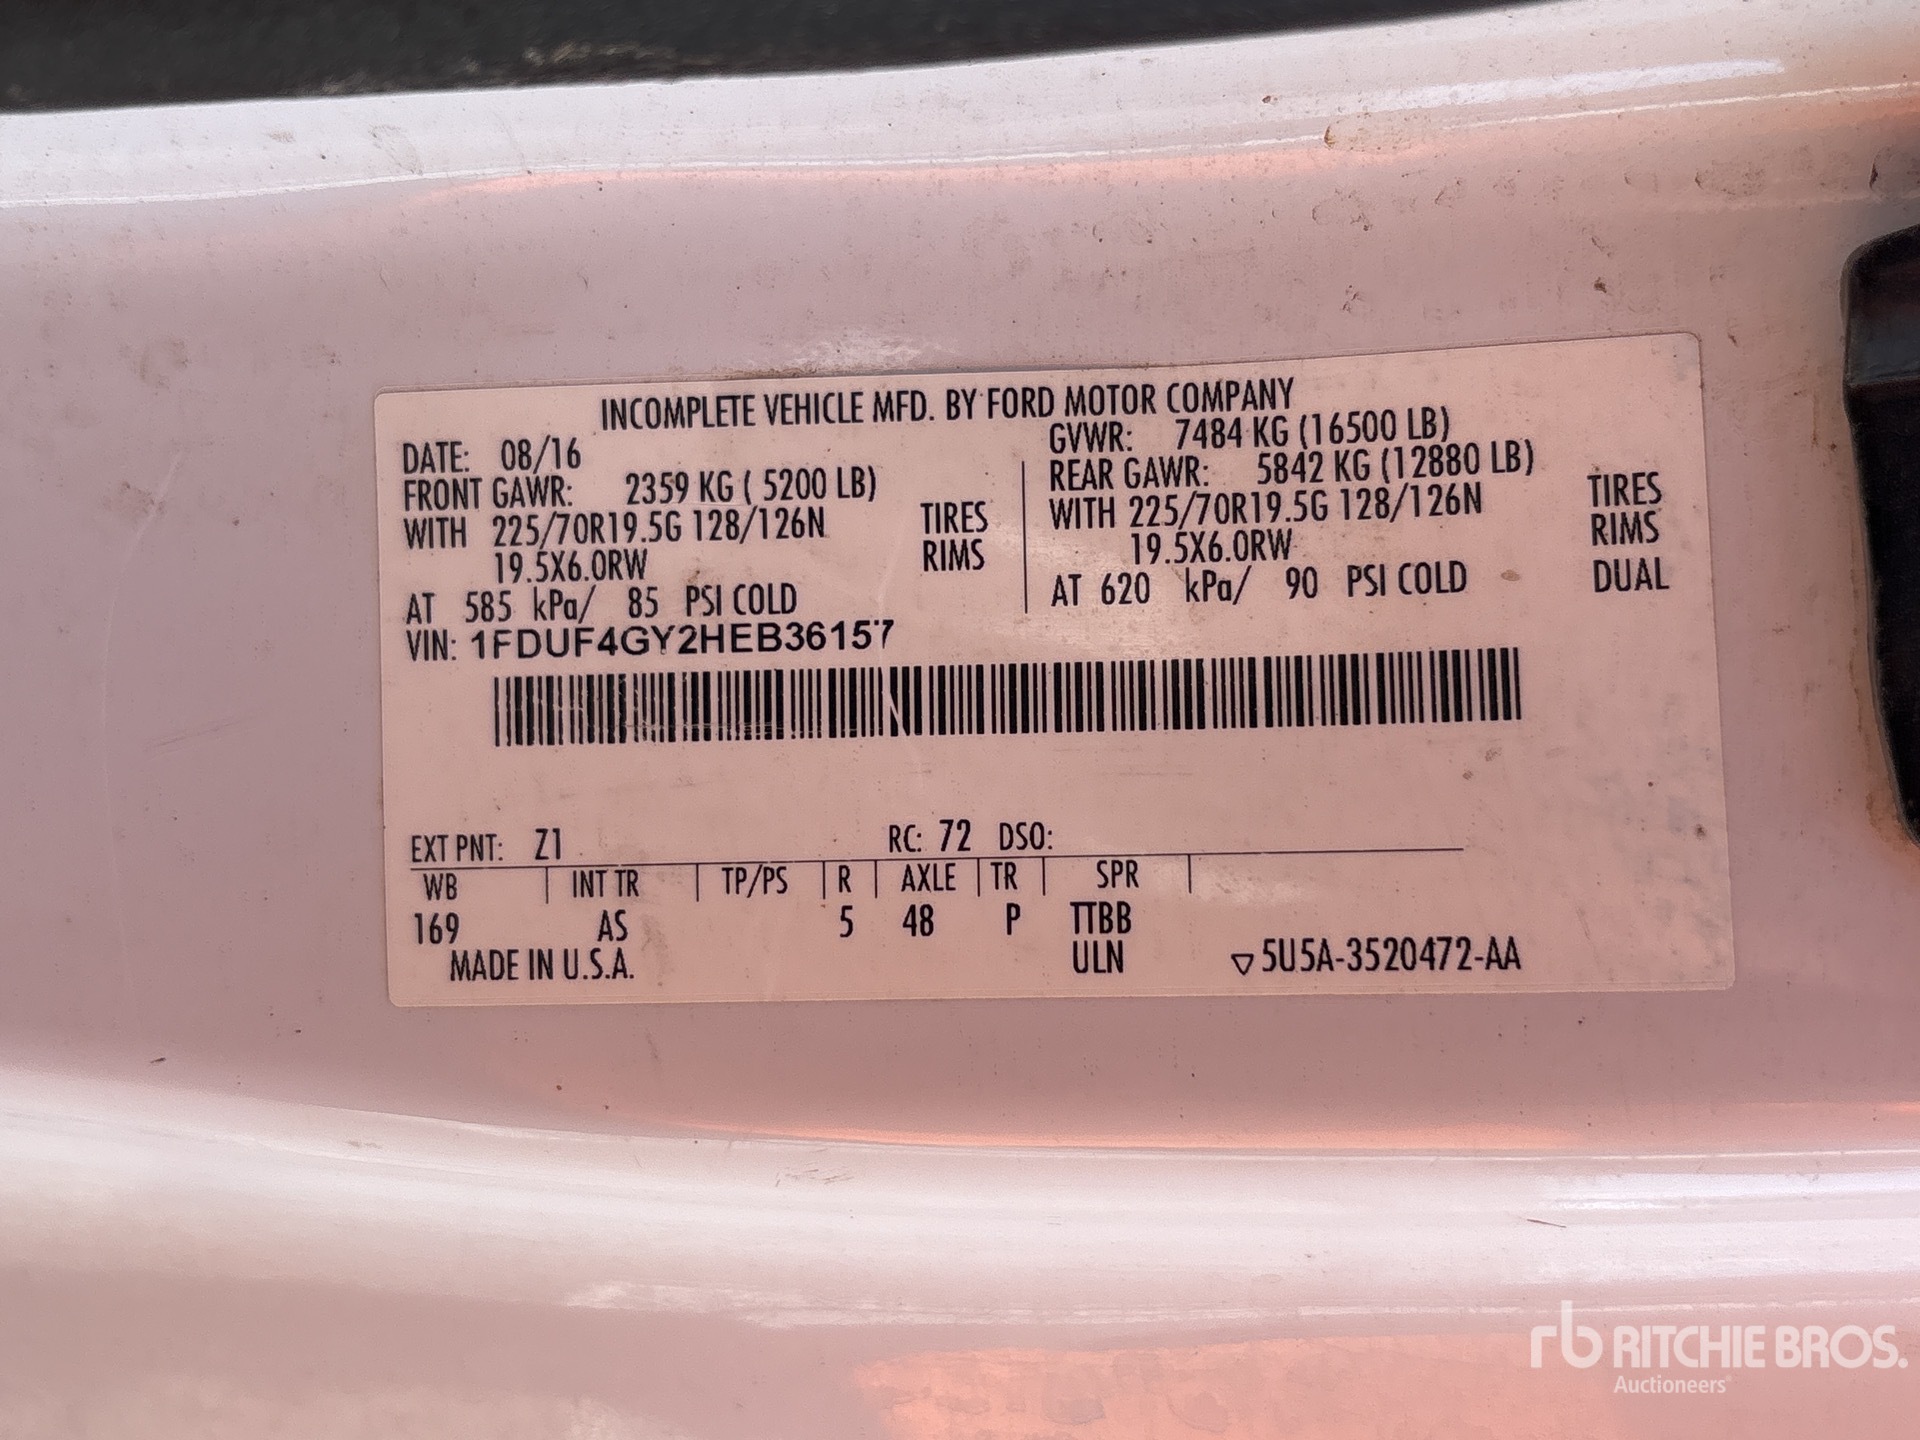 INCOMPLETE VEHICLE MFD. BY FORD MOTOR COMPANY
DATE: 08/16
GVWR: 7484 KG (16500 LB)
FRONT GAWR: 2359 KG ( 5200 LB)
REAR GAWR: 5842 KG (12880 LB)
WITH 225/70R19.5G 128/126N TIRES
WITH 225/70R19.5G 128/126N TIRES
19.5X6.0RW RIMS
19.5X6.0RW RIMS
AT 585 kPa/ 85 PSI COLD
AT 620 kPa/ 90 PSI COLD DUAL
VIN: 1FDUF4GY2HEB36157
EXT PNT: Z1 RC: 72 DSO:
WB INT TR TP/PS R AXLE TR SPR
169 AS 5 48 P TTBB
MADE IN U.S.A. ULN ▽5U5A-3520472-AA
rb RITCHIE BROS.
Auctioneers